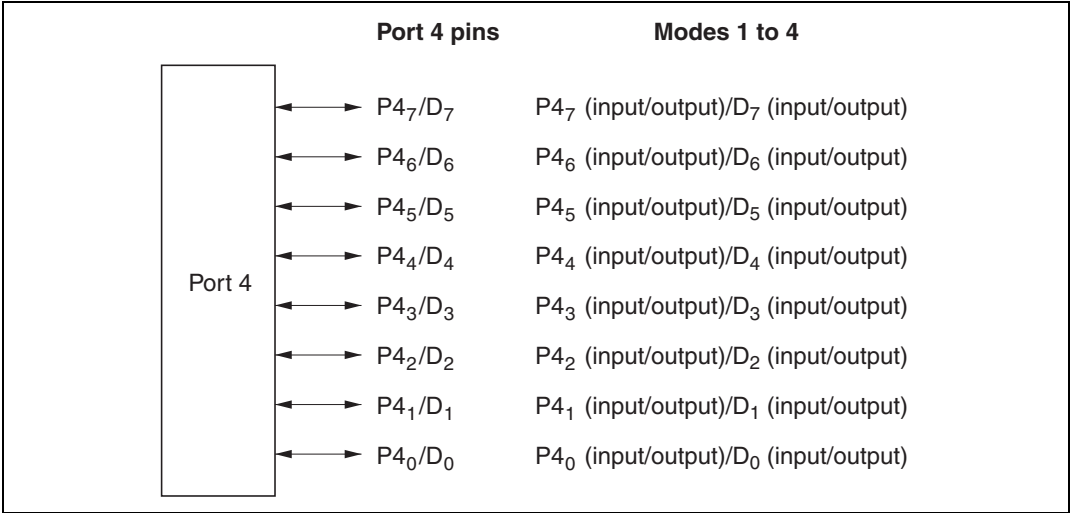 Port 4 pins Modes 1 to 4
P4₇/D₇ P4₇ (input/output)/D₇ (input/output)
P4₆/D₆ P4₆ (input/output)/D₆ (input/output)
P4₅/D₅ P4₅ (input/output)/D₅ (input/output)
P4₄/D₄ P4₄ (input/output)/D₄ (input/output)
Port 4
P4₃/D₃ P4₃ (input/output)/D₃ (input/output)
P4₂/D₂ P4₂ (input/output)/D₂ (input/output)
P4₁/D₁ P4₁ (input/output)/D₁ (input/output)
P4₀/D₀ P4₀ (input/output)/D₀ (input/output)